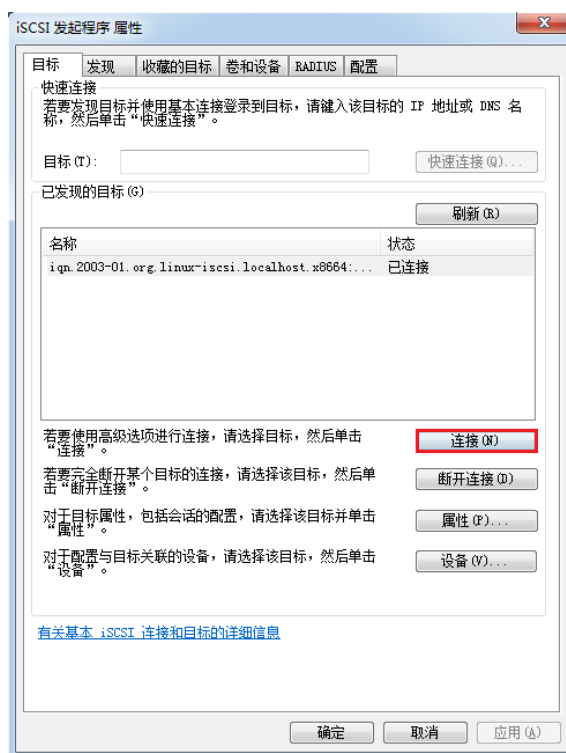 iSCSI 发起程序 属性
目标 发现 收藏的目标 卷和设备 RADIUS 配置
快速连接
若要发现目标并使用基本连接登录到目标，请键入该目标的 IP 地址或 DNS 名
称，然后单击“快速连接”。
目标(T): 快速连接(Q)...
已发现的目标(G)
刷新(R)
名称 状态
iqn.2003-01.org.linux-iscsi.localhost.x8664:... 已连接
若要使用高级选项进行连接，请选择目标，然后单击
“连接”。
连接(N)
若要完全断开某个目标的连接，请选择该目标，然后单
击“断开连接”。
断开连接(D)
对于目标属性，包括会话的配置，请选择该目标并单击
“属性”。
属性(P)...
对于配置与目标关联的设备，请选择该目标，然后单击
“设备”。
设备(V)...
有关基本 iSCSI 连接和目标的详细信息
确定 取消 应用(A)